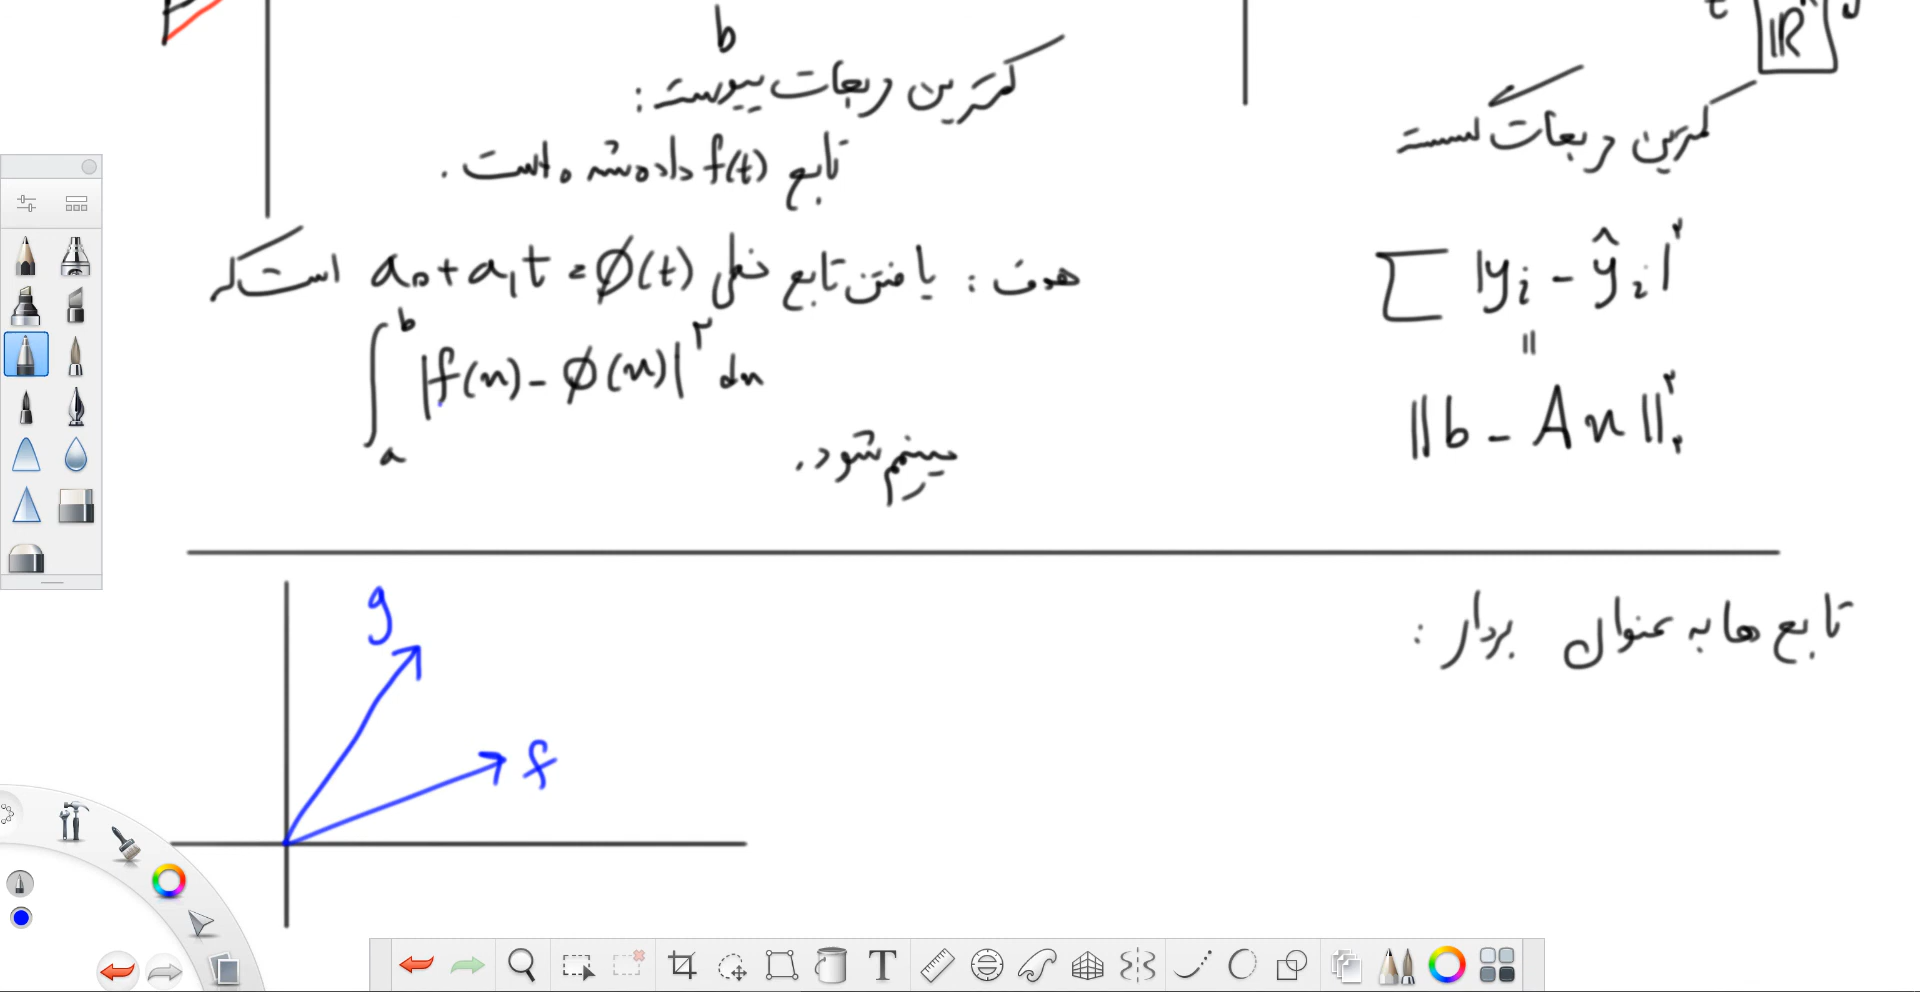 t ℝⁿ y
b
کمترین مربعات گسسته
کمترین مربعات پیوسته :
تابع f(t) داده شده است .
∑ |yᵢ - ŷᵢ|²
هدف : یافتن تابع خطی a₀ + a₁t = ϕ(t) است که
=
∫ₐᵇ |f(x) - ϕ(x)|² dx
‖b - Ax‖₂²
مینیمم شود.
تابع ها به عنوان بردار :
g
f
T